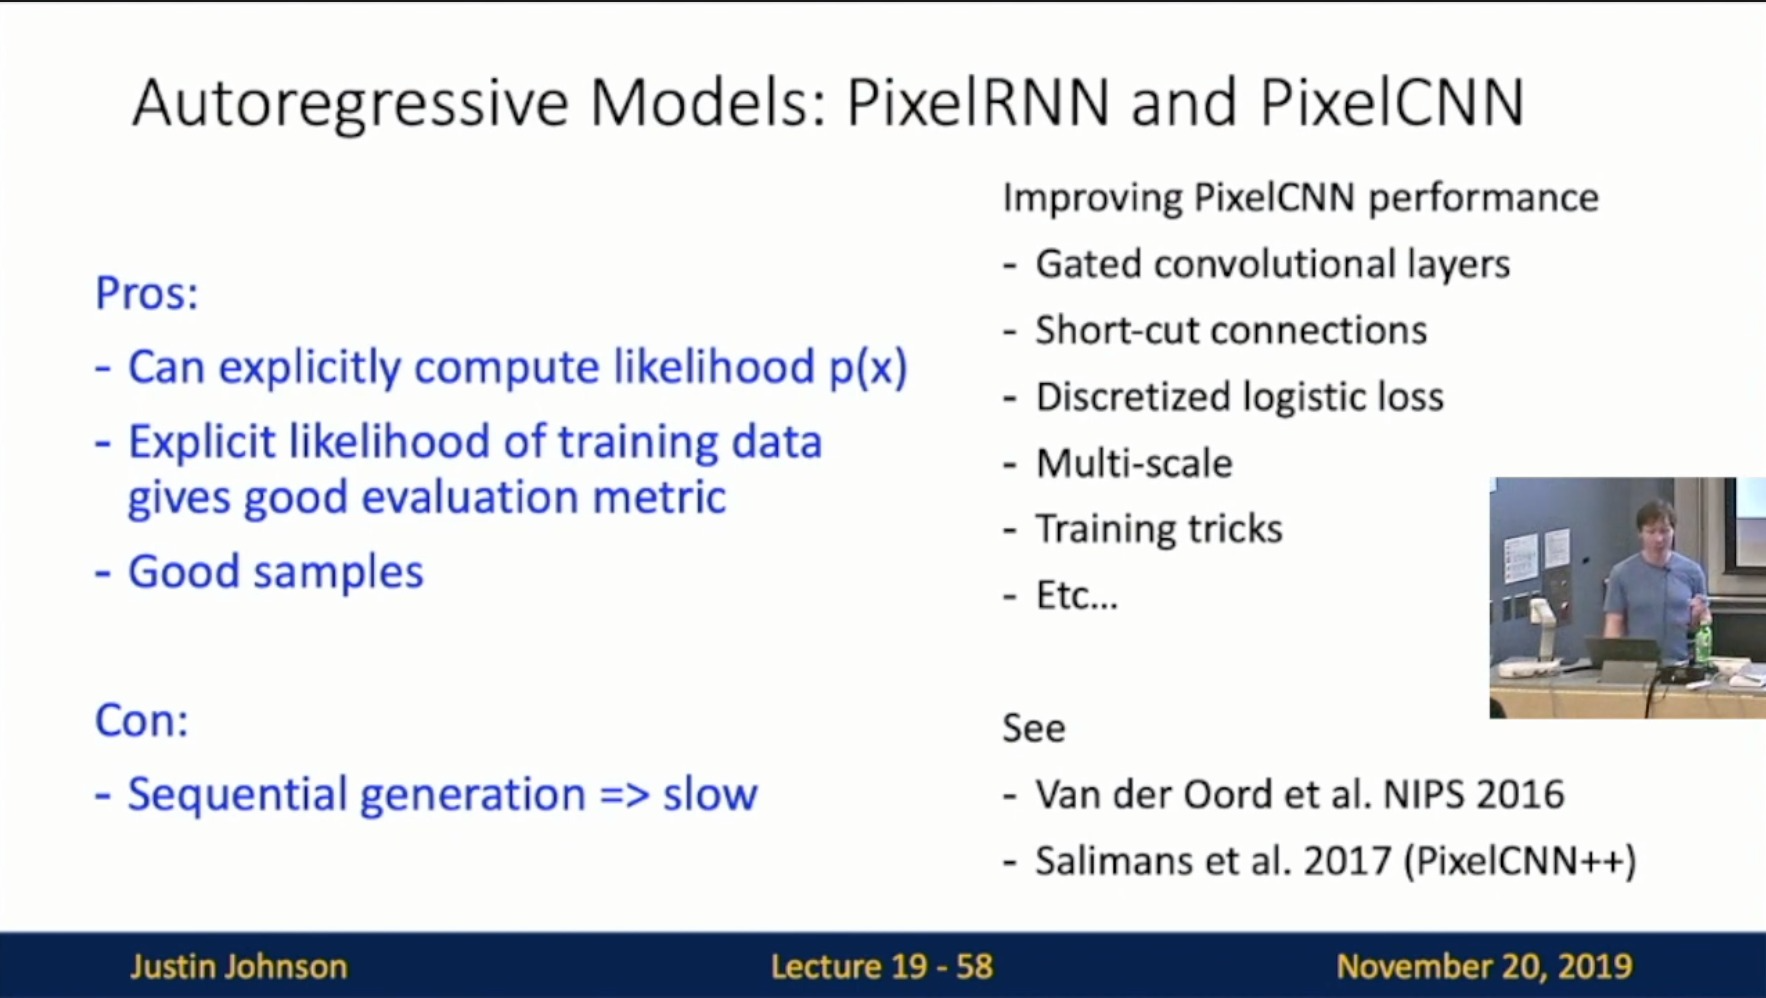 Autoregressive Models: PixelRNN and PixelCNN
Pros:
- Can explicitly compute likelihood p(x)
- Explicit likelihood of training data
gives good evaluation metric
- Good samples
Con:
- Sequential generation => slow
Improving PixelCNN performance
- Gated convolutional layers
- Short-cut connections
- Discretized logistic loss
- Multi-scale
- Training tricks
- Etc...
See
- Van der Oord et al. NIPS 2016
- Salimans et al. 2017 (PixelCNN++)
Justin Johnson
Lecture 19 - 58
November 20, 2019